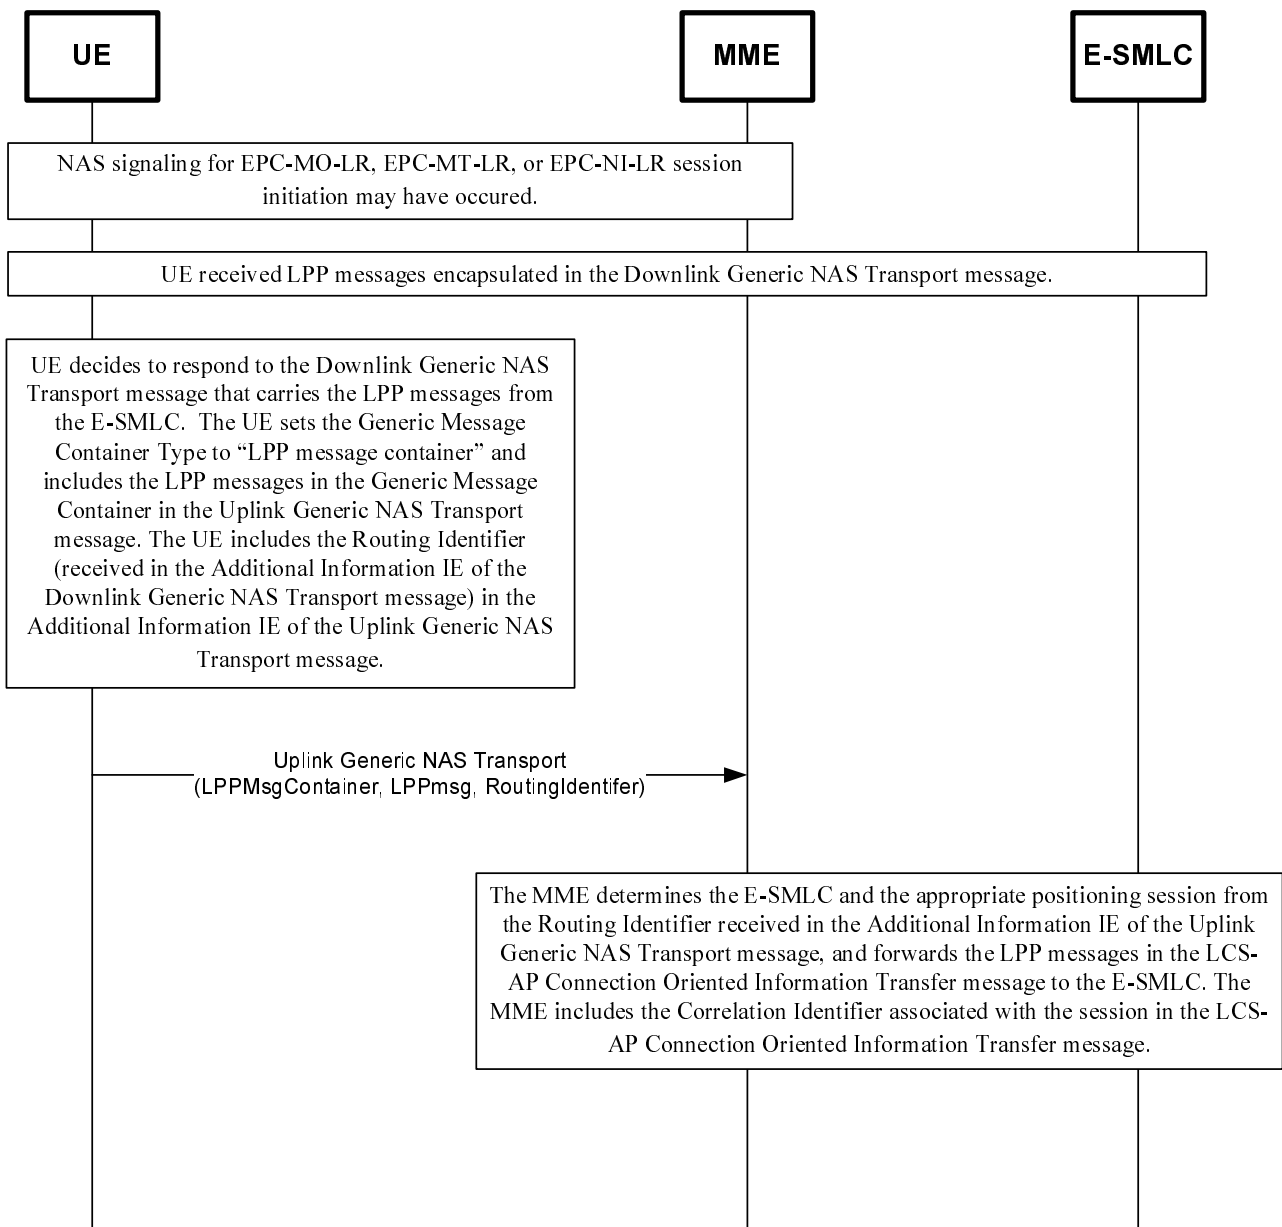 UE
MME
E-SMLC
NAS signaling for EPC-MO-LR, EPC-MT-LR, or EPC-NI-LR session
initiation may have occured.
UE received LPP messages encapsulated in the Downlink Generic NAS Transport message.
UE decides to respond to the Downlink Generic NAS
Transport message that carries the LPP messages from
the E-SMLC.  The UE sets the Generic Message
Container Type to “LPP message container” and
includes the LPP messages in the Generic Message
Container in the Uplink Generic NAS Transport
message. The UE includes the Routing Identifier
(received in the Additional Information IE of the
Downlink Generic NAS Transport message) in the
Additional Information IE of the Uplink Generic NAS
Transport message.
Uplink Generic NAS Transport
(LPPMsgContainer, LPPmsg, RoutingIdentifer)
The MME determines the E-SMLC and the appropriate positioning session from
the Routing Identifier received in the Additional Information IE of the Uplink
Generic NAS Transport message, and forwards the LPP messages in the LCS-
AP Connection Oriented Information Transfer message to the E-SMLC. The
MME includes the Correlation Identifier associated with the session in the LCS-
AP Connection Oriented Information Transfer message.